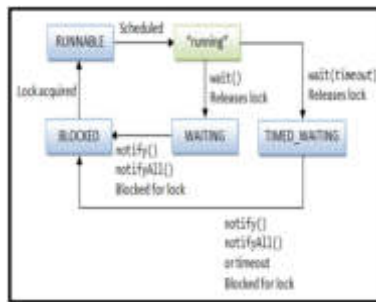 Scheduled
RUNNABLE
"running"
wait()
Releases lock
wait(timeout)
Releases lock
Lock acquired
BLOCKED
WAITING
TIMED_WAITING
notify()
notifyAll()
Blocked for lock
notify()
notifyAll()
or timeout
Blocked for lock